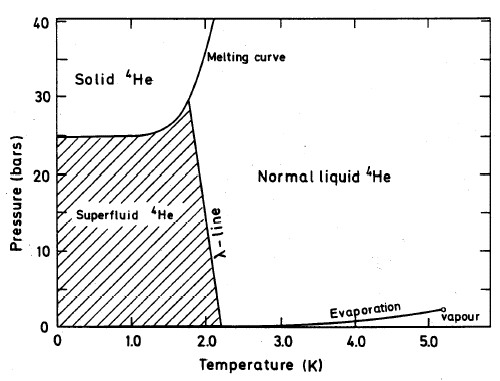 40
Melting curve
Solid ⁴He
30
Pressure (bars)
20
Normal liquid ⁴He
Superfluid ⁴He
λ-line
10
Evaporation
vapour
0
0 1.0 2.0 3.0 4.0 5.0
Temperature (K)